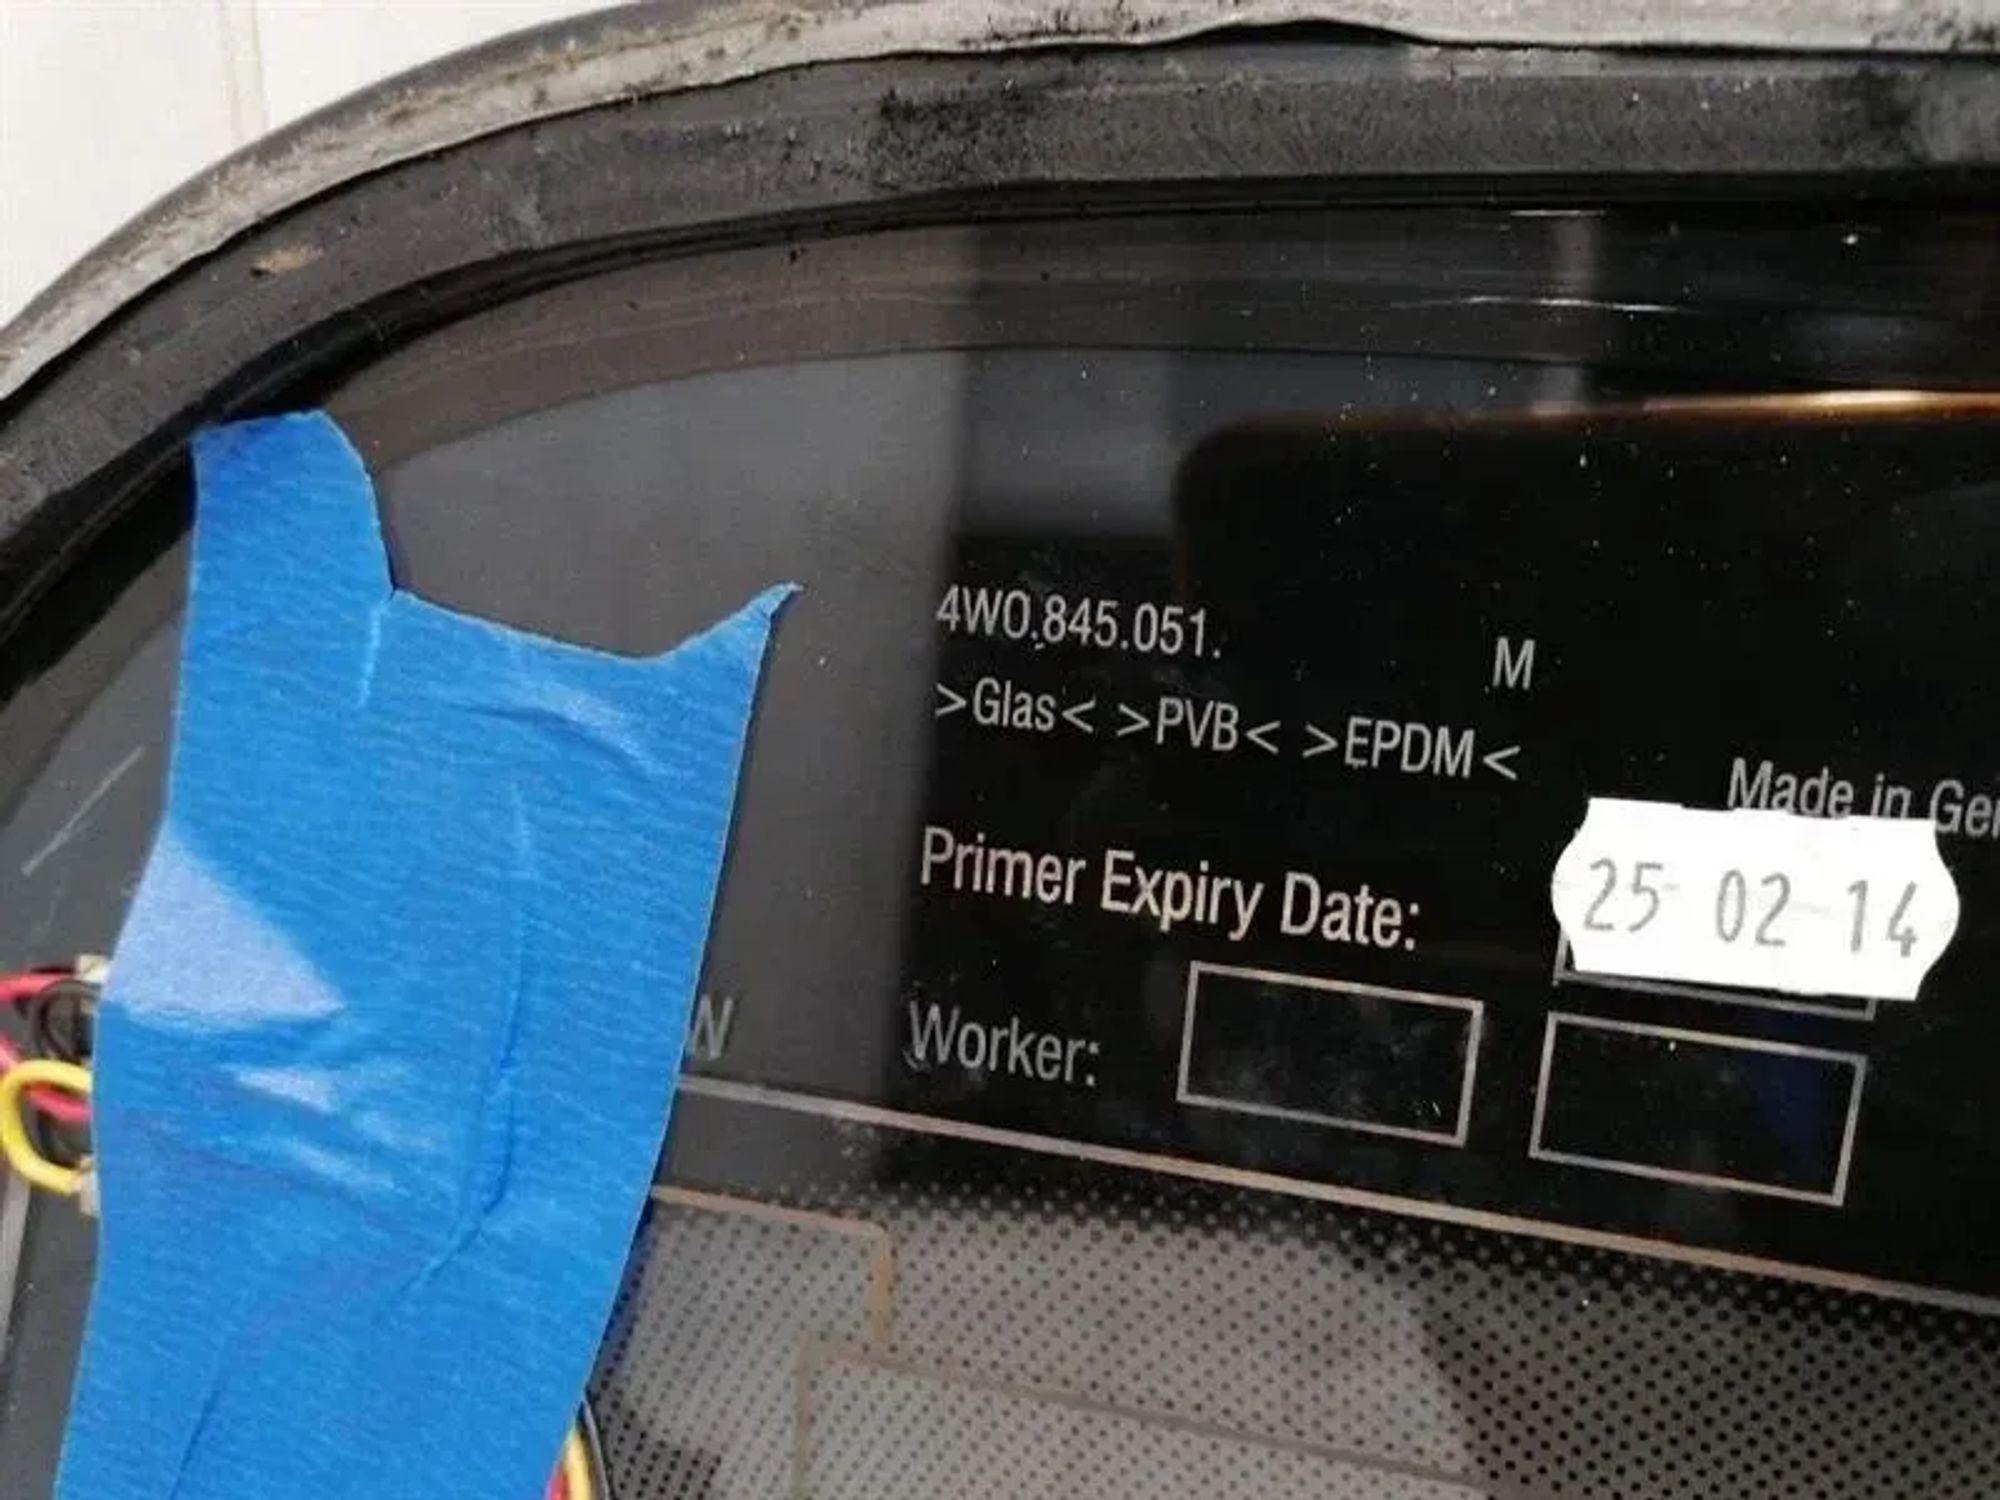 4W0.845.051. M
>Glas< >PVB< >EPDM<
Made in Ger
Primer Expiry Date: 25 02 14
W
Worker: